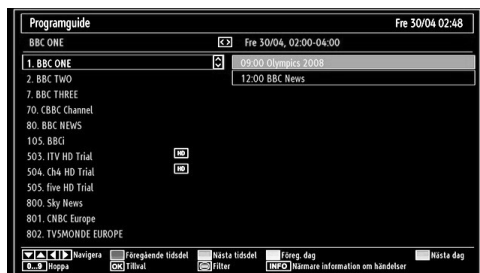 Programguide Fre 30/04 02:48
BBC ONE Fre 30/04, 02:00-04:00
1. BBC ONE 09:00 Olympics 2008
2. BBC TWO 12:00 BBC News
7. BBC THREE
70. CBBC Channel
80. BBC NEWS
105. BBCi
503. ITV HD Trial HD
504. Ch4 HD Trial HD
505. five HD Trial
800. Sky News
801. CNBC Europe
802. TV5MONDE EUROPE
Navigera Föregående tidsdel Nästa tidsdel Föreg. dag Nästa dag
0...9 Hoppa OK Tillval Filter INFO Närmare information om händelser